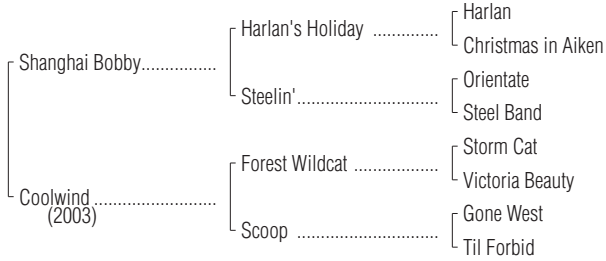 Harlan
Harlan's Holiday ..............
Christmas in Aiken
Shanghai Bobby................
Orientate
Steelin'..............................
Steel Band
Storm Cat
Forest Wildcat ..................
Victoria Beauty
Coolwind ..........................
(2003)
Gone West
Scoop ..............................
Til Forbid